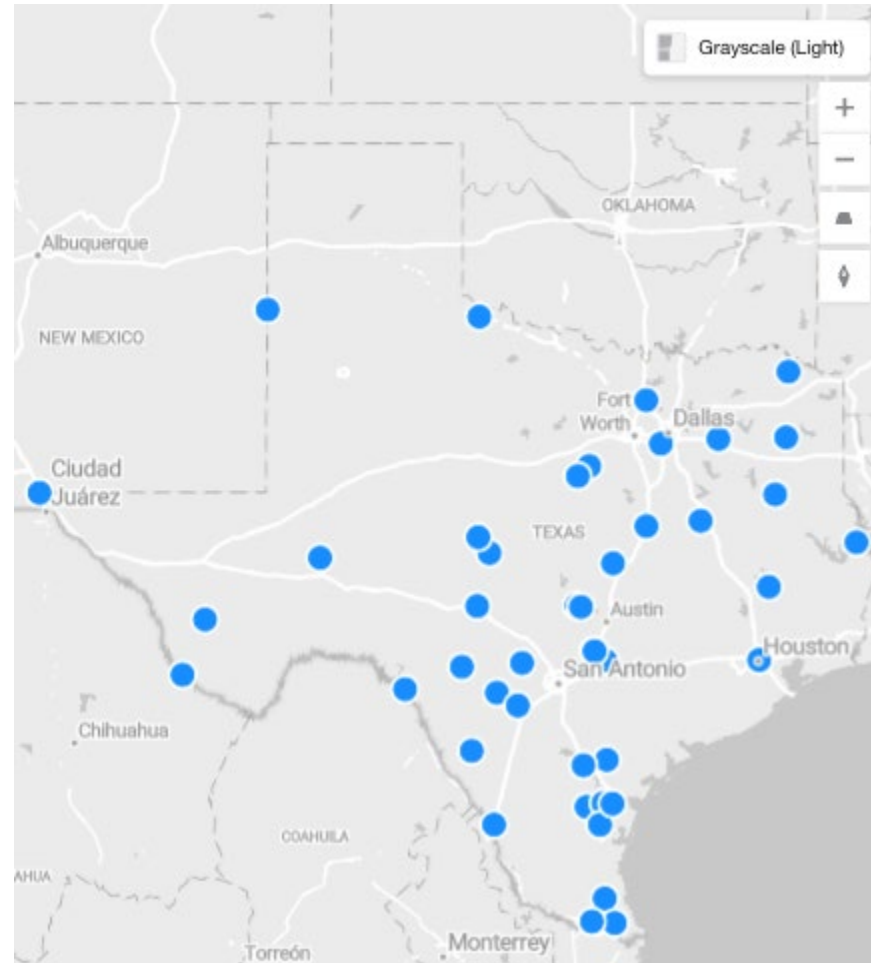 Grayscale (Light)
+
−
OKLAHOMA
Albuquerque
NEW MEXICO
Fort
Worth
Dallas
Ciudad
Juárez
TEXAS
Austin
Houston
San Antonio
Chihuahua
COAHUILA
AHUA
Monterrey
Torreón